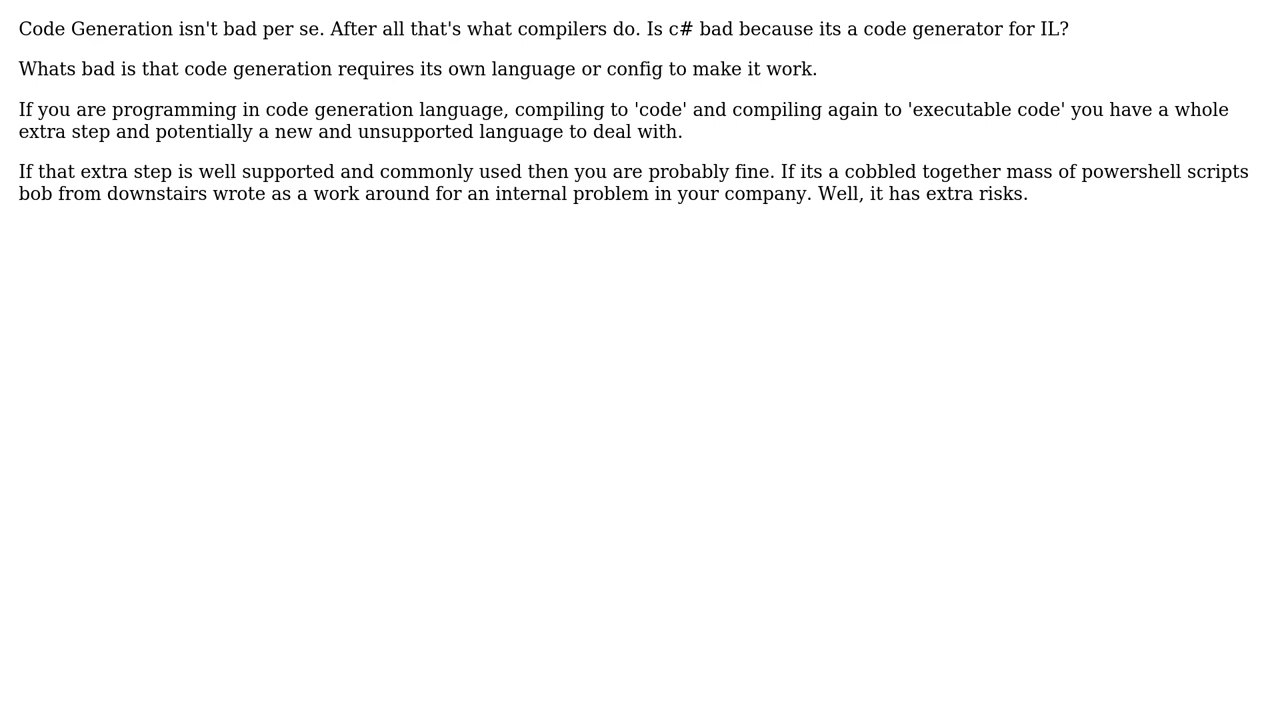 Code Generation isn't bad per se. After all that's what compilers do. Is c# bad because its a code generator for IL?
Whats bad is that code generation requires its own language or config to make it work.
If you are programming in code generation language, compiling to 'code' and compiling again to 'executable code' you have a whole
extra step and potentially a new and unsupported language to deal with.
If that extra step is well supported and commonly used then you are probably fine. If its a cobbled together mass of powershell scripts
bob from downstairs wrote as a work around for an internal problem in your company. Well, it has extra risks.